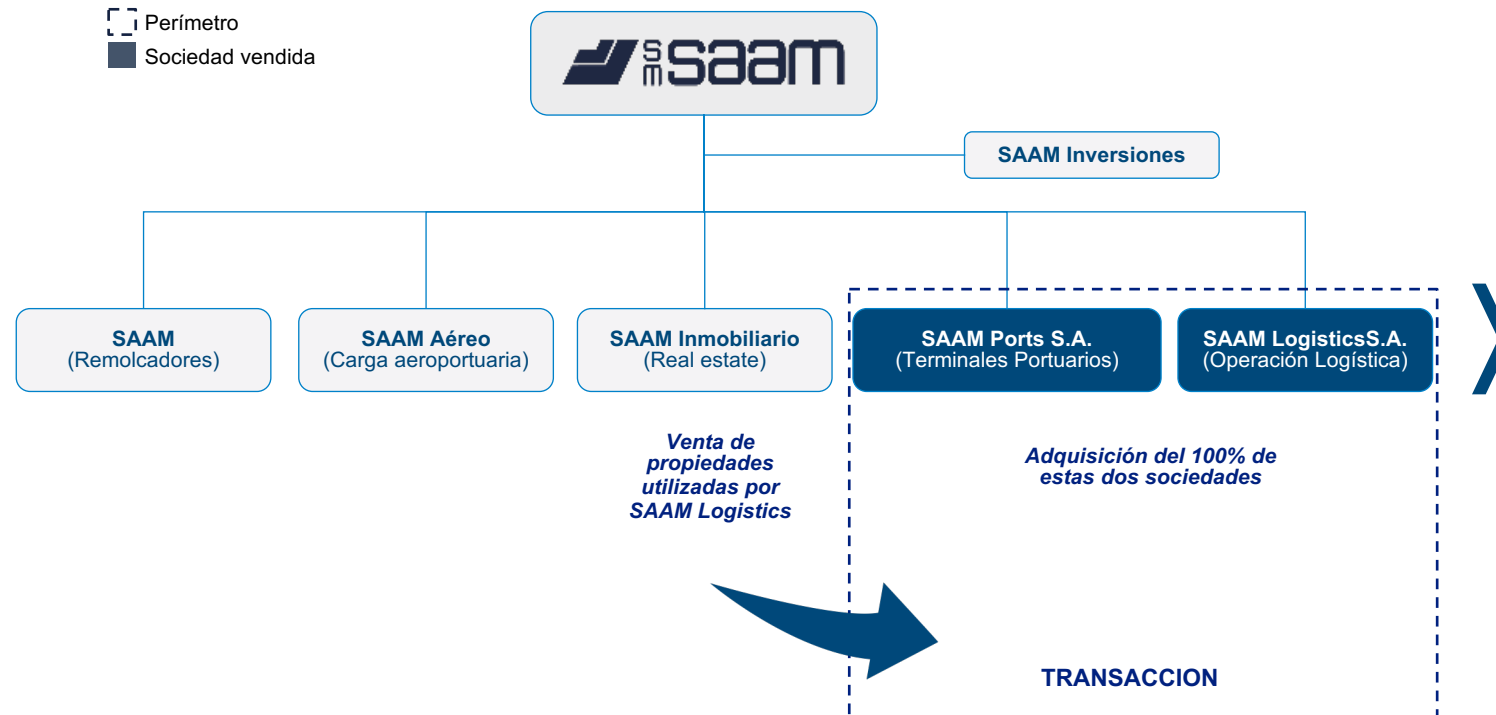 Perímetro
Sociedad vendida
SM saam
SAAM Inversiones
SAAM
(Remolcadores)
SAAM Aéreo
(Carga aeroportuaria)
SAAM Inmobiliario
(Real estate)
SAAM Ports S.A.
(Terminales Portuarios)
SAAM LogisticsS.A.
(Operación Logística)
Venta de
propiedades
utilizadas por
SAAM Logistics
Adquisición del 100% de
estas dos sociedades
TRANSACCION